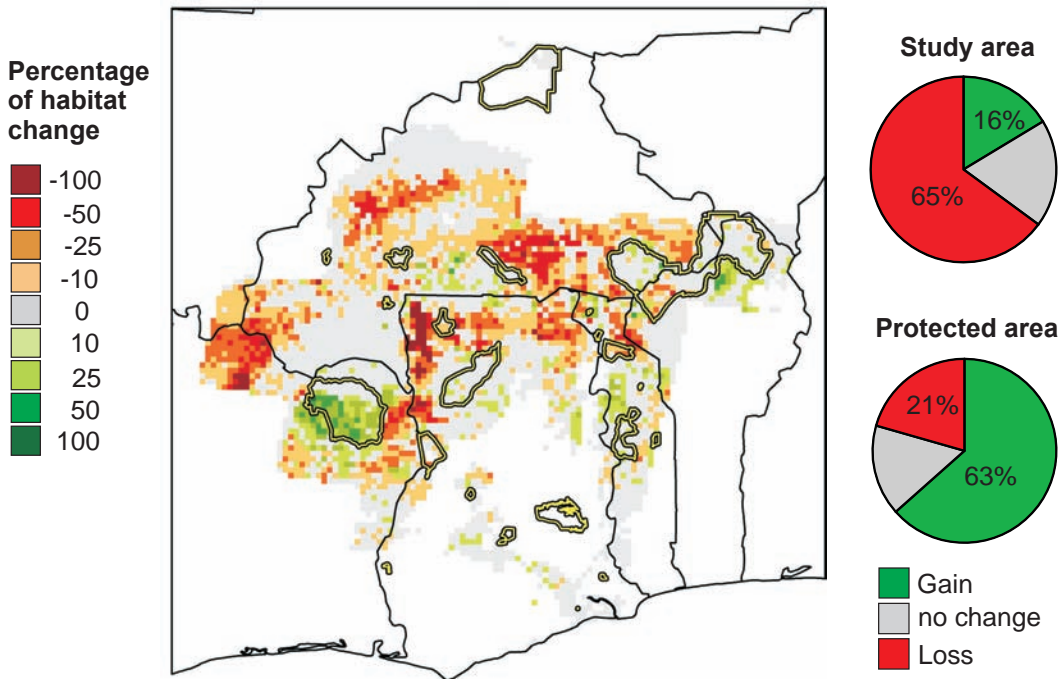 Percentage
of habitat
change
-100
-50
-25
-10
0
10
25
50
100
Study area
16%
65%
Protected area
21%
63%
Gain
no change
Loss